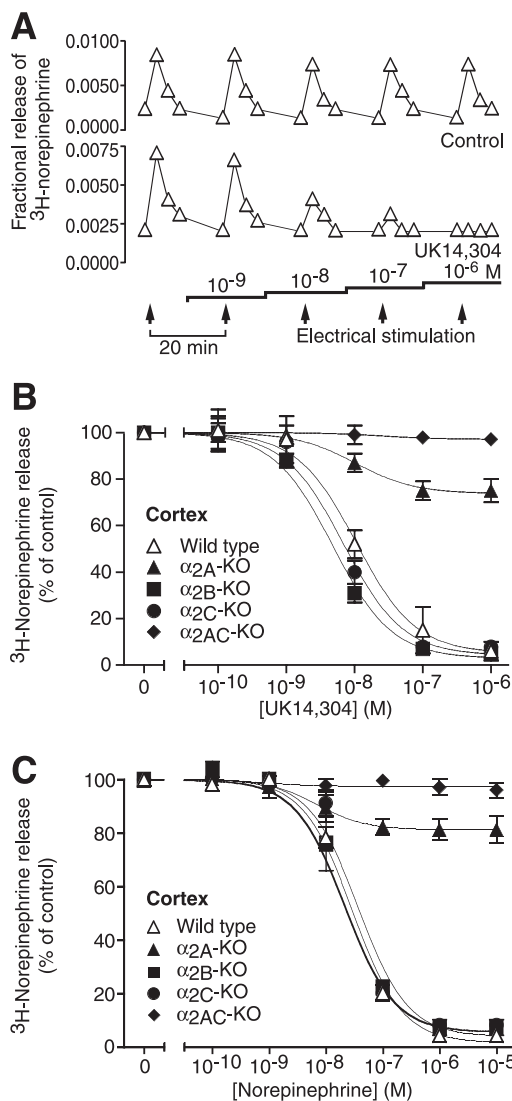 A
Fractional release of
³H-norepinephrine
0.0100
0.0050
0.0000
Control
0.0075
0.0050
0.0025
0.0000
UK14,304
10⁻⁹
10⁻⁸
10⁻⁷
10⁻⁶ M
20 min
Electrical stimulation
B
³H-Norepinephrine release
(% of control)
100
80
60
40
20
0
Cortex
Wild type
α2A-KO
α2B-KO
α2C-KO
α2AC-KO
0
10⁻¹⁰
10⁻⁹
10⁻⁸
10⁻⁷
10⁻⁶
[UK14,304] (M)
C
³H-Norepinephrine release
(% of control)
100
80
60
40
20
0
Cortex
Wild type
α2A-KO
α2B-KO
α2C-KO
α2AC-KO
0
10⁻¹⁰
10⁻⁹
10⁻⁸
10⁻⁷
10⁻⁶
10⁻⁵
[Norepinephrine] (M)